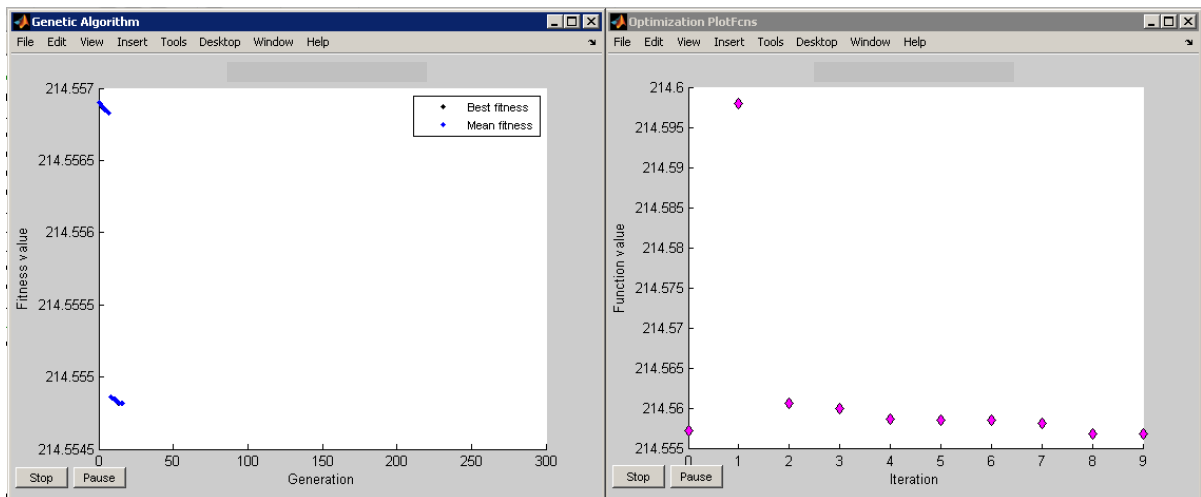 Genetic Algorithm
File Edit View Insert Tools Desktop Window Help
214.557
214.5565
214.556
214.5555
214.555
214.5545
Fitness value
Best fitness
Mean fitness
0 50 100 150 200 250 300
Generation
Stop Pause
Optimization PlotFcns
File Edit View Insert Tools Desktop Window Help
214.6
214.595
214.59
214.585
214.58
214.575
214.57
214.565
214.56
214.555
Function value
0 1 2 3 4 5 6 7 8 9
Iteration
Stop Pause